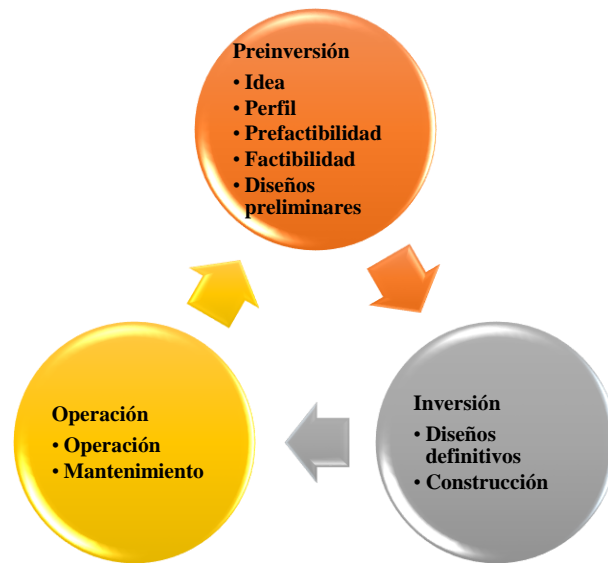 Preinversión
• Idea
• Perfil
• Prefactibilidad
• Factibilidad
• Diseños
preliminares
Inversión
• Diseños
definitivos
• Construcción
Operación
• Operación
• Mantenimiento